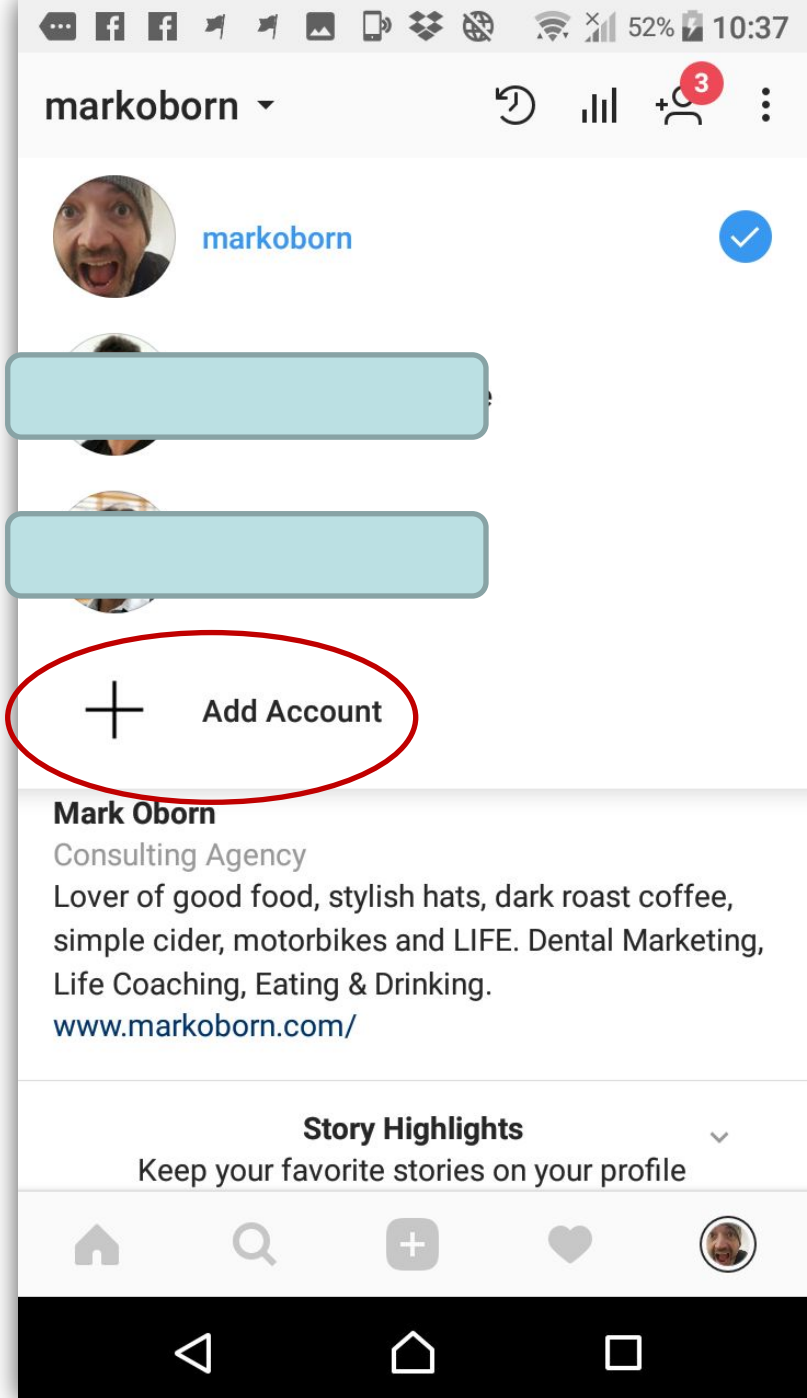 52% 10:37
markoborn
3
markoborn
Add Account
Mark Oborn
Consulting Agency
Lover of good food, stylish hats, dark roast coffee,
simple cider, motorbikes and LIFE. Dental Marketing,
Life Coaching, Eating & Drinking.
www.markoborn.com/
Story Highlights
Keep your favorite stories on your profile